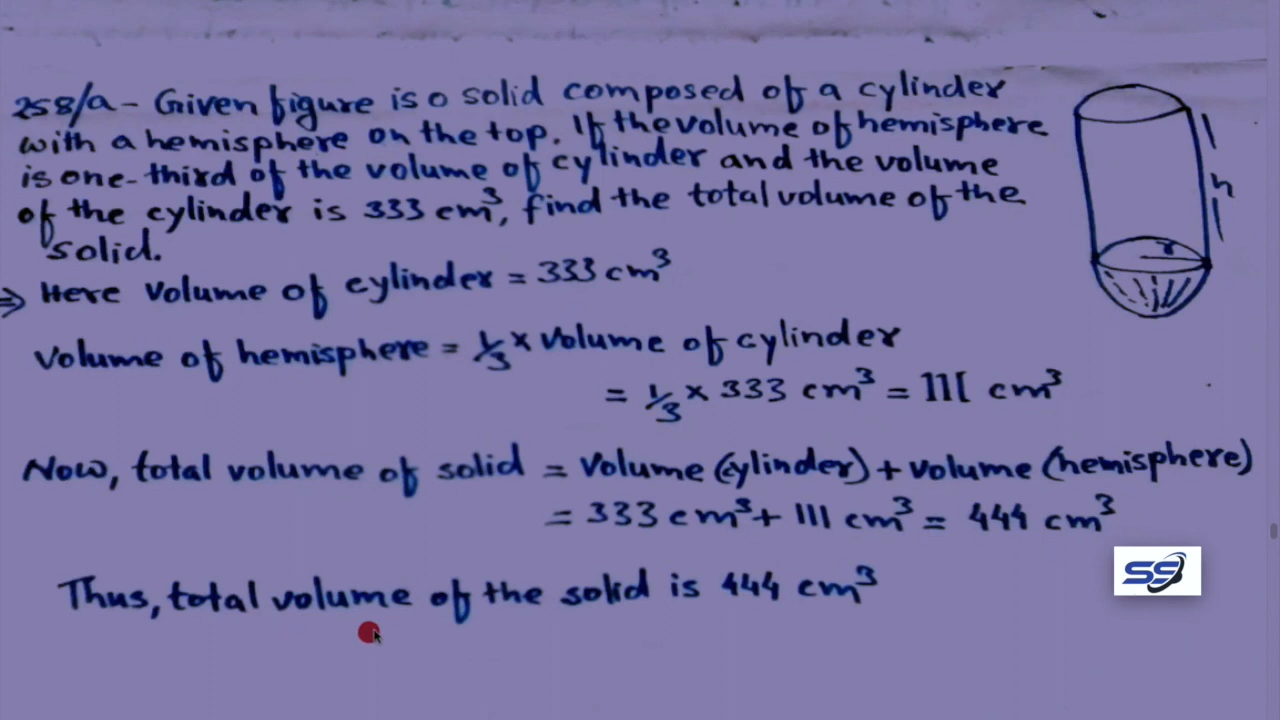 258/a - Given figure is a solid composed of a cylinder
with a hemisphere on the top. If the volume of hemisphere
is one-third of the volume of cylinder and the volume
of the cylinder is 333 cm³, find the total volume of the
solid.
⇒ Here volume of cylinder = 333 cm³
Volume of hemisphere = 1/3 × volume of cylinder
= 1/3 × 333 cm³ = 111 cm³
Now, total volume of solid = Volume (cylinder) + volume (hemisphere)
= 333 cm³ + 111 cm³ = 444 cm³
Thus, total volume of the solid is 444 cm³
h
r
SS